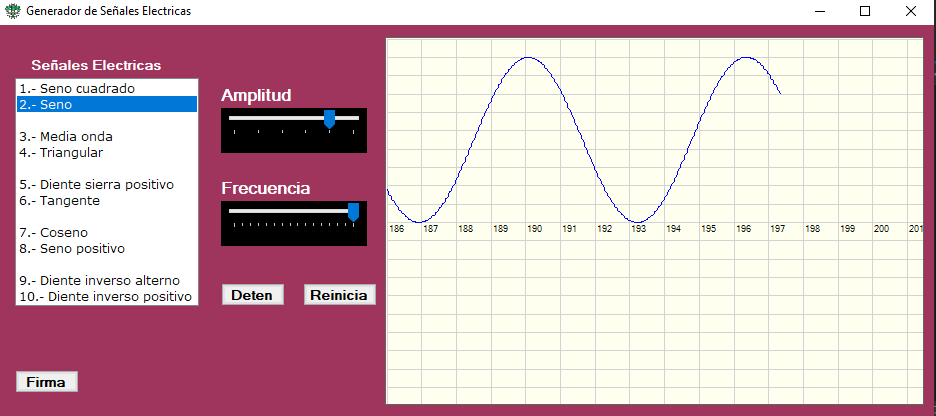 Generador de Señales Electricas
Señales Electricas
1.- Seno cuadrado
2.- Seno
3.- Media onda
4.- Triangular
5.- Diente sierra positivo
6.- Tangente
7.- Coseno
8.- Seno positivo
9.- Diente inverso alterno
10.- Diente inverso positivo
Amplitud
Frecuencia
Deten Reinicia
Firma
186 187 188 189 190 191 192 193 194 195 196 197 198 199 200 201